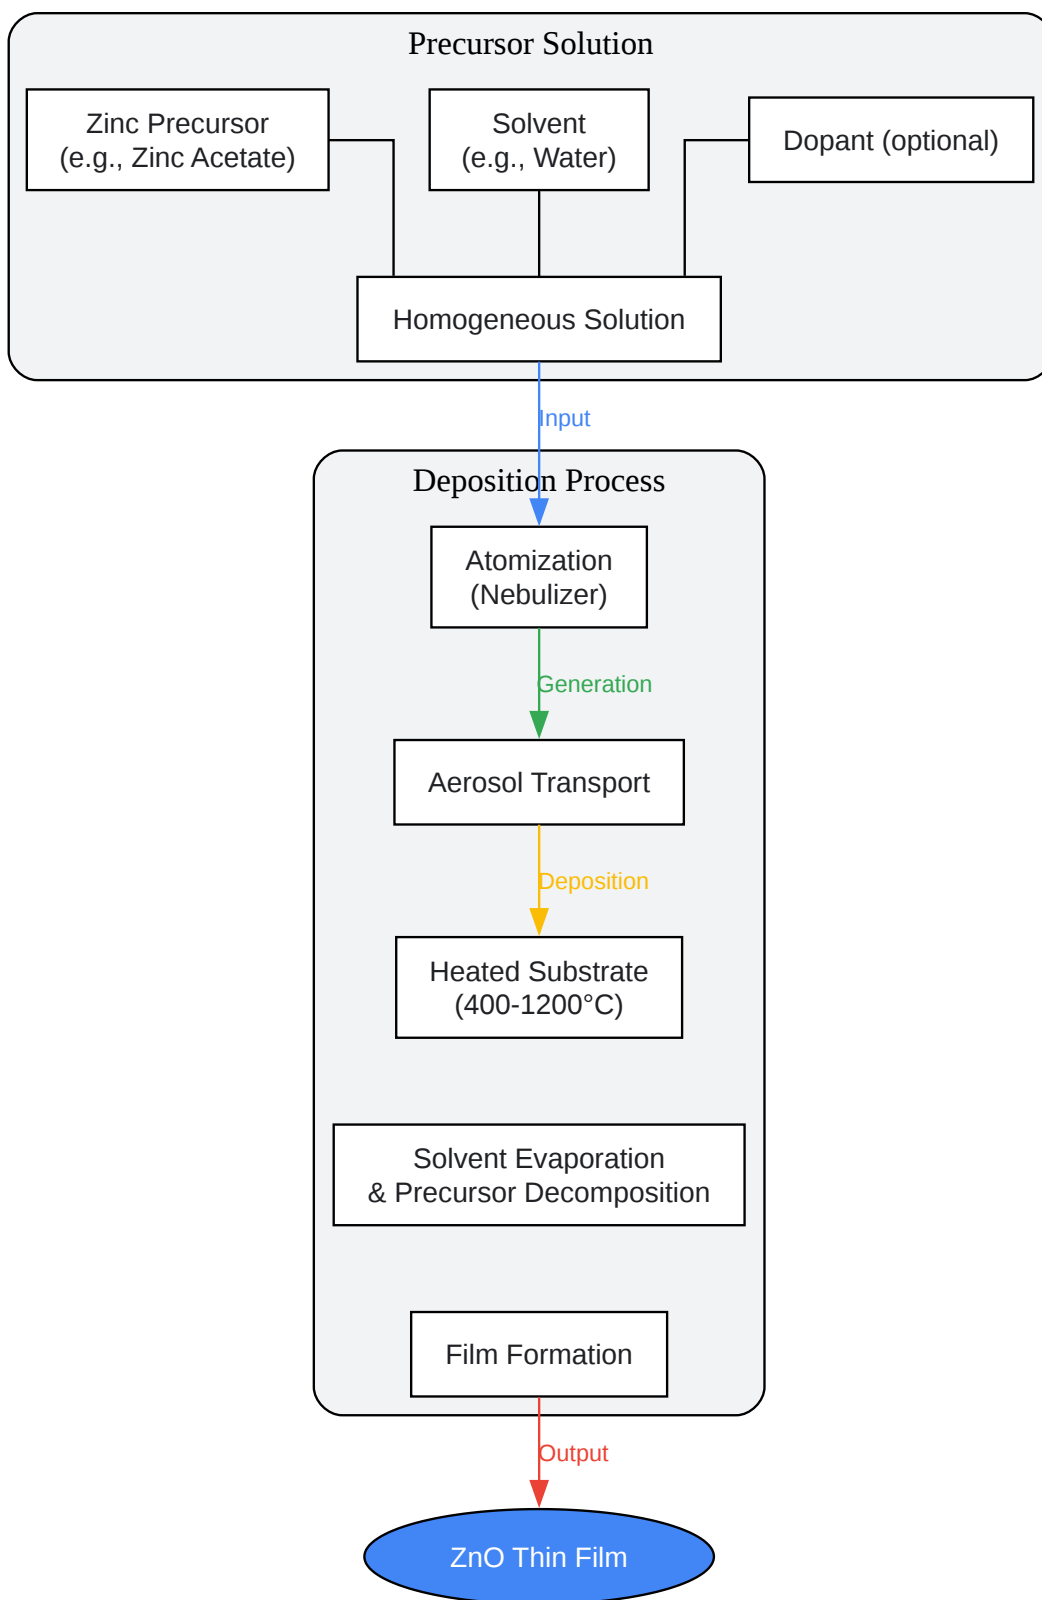 Precursor Solution
Zinc Precursor
(e.g., Zinc Acetate)
Solvent
(e.g., Water)
Dopant (optional)
Homogeneous Solution
Input
Deposition Process
Atomization
(Nebulizer)
Generation
Aerosol Transport
Deposition
Heated Substrate
(400-1200°C)
Solvent Evaporation
& Precursor Decomposition
Film Formation
Output
ZnO Thin Film